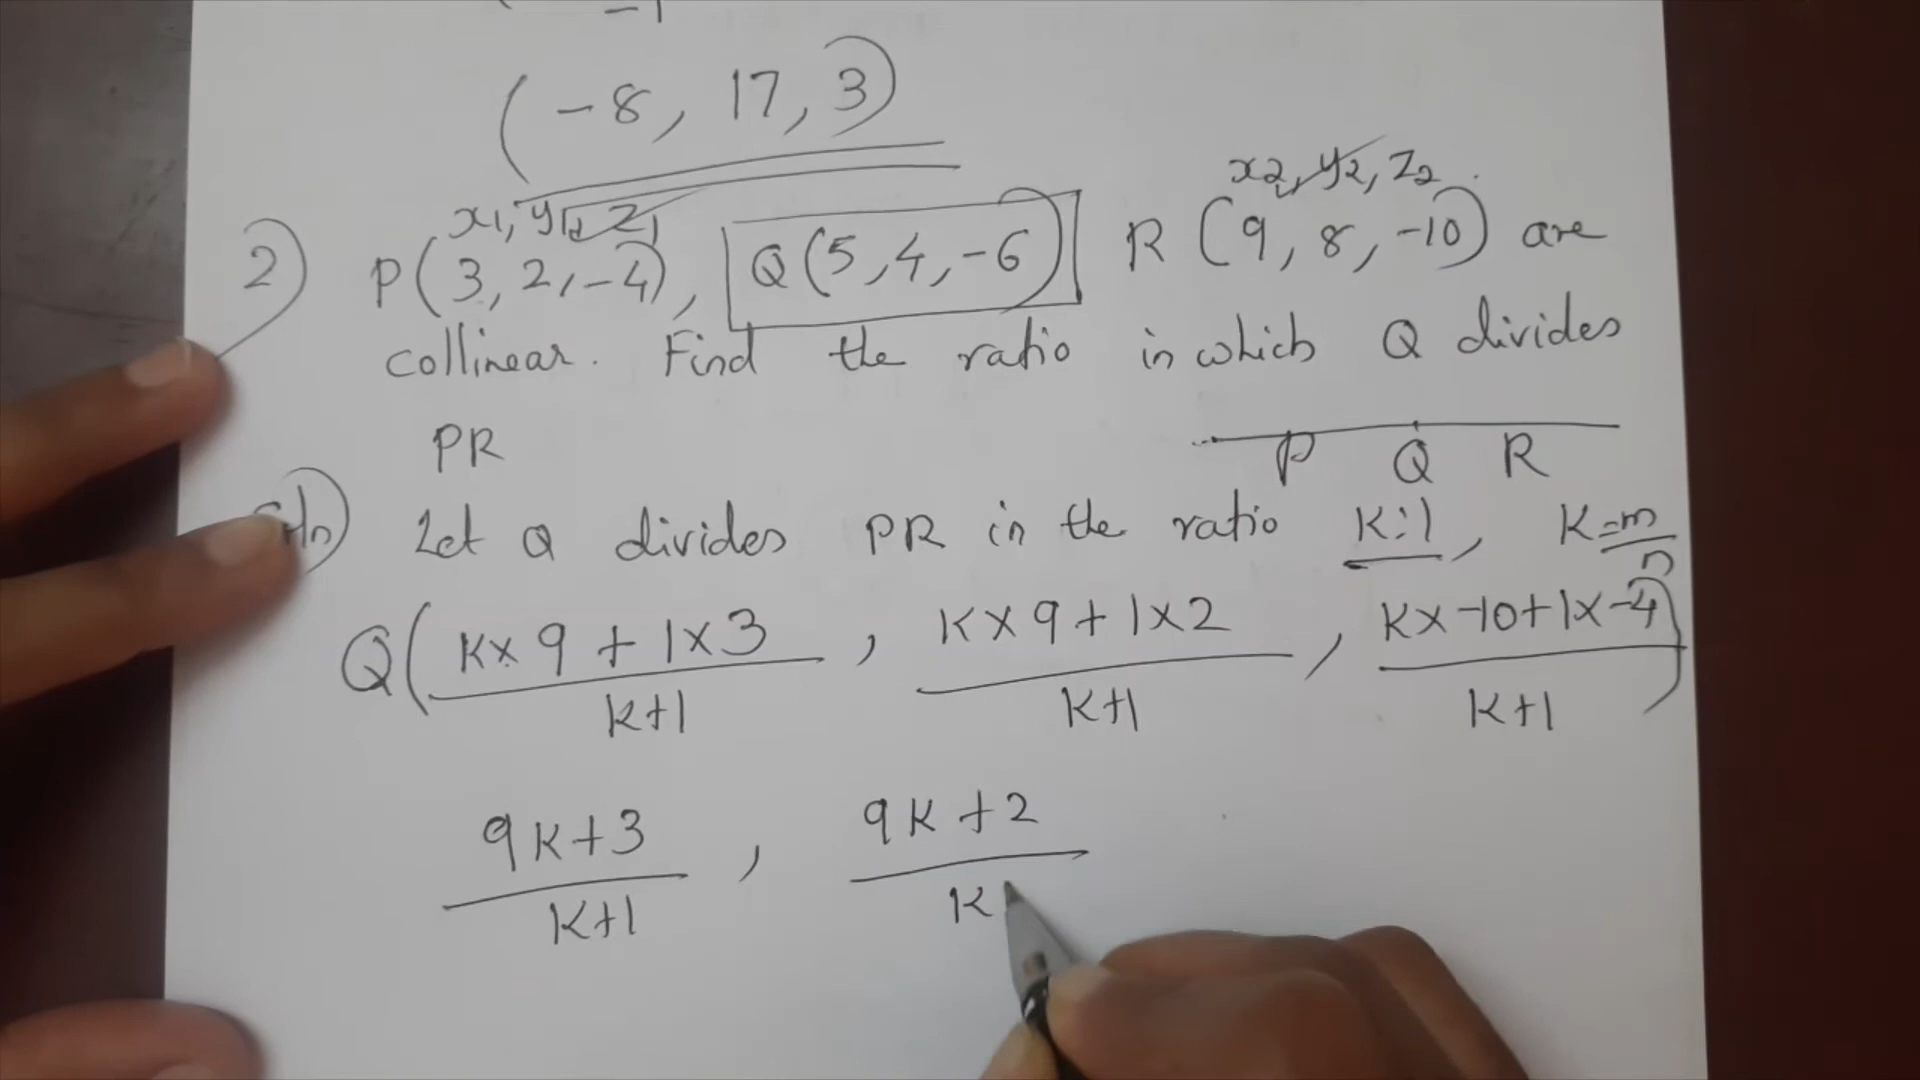 -1
(-8, 17, 3)
x1, y1, z1 x2, y2, z2
2) P(3, 2, -4), Q(5, 4, -6) R(9, 8, -10) are
collinear. Find the ratio in which Q divides
PR
P Q R
Let Q divides PR in the ratio K:1, K=m/n
Q(K×9+1×3/K+1, K×9+1×2/K+1, K×-10+1×-4/K+1)
9K+3/K+1, 9K+2/K